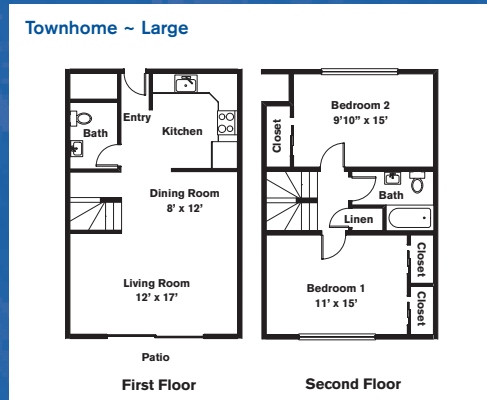 Townhome ~ Large
Entry
Bath
Kitchen
Dining Room
8' x 12'
Living Room
12' x 17'
Patio
First Floor
Bedroom 2
9'10" x 15'
Closet
Bath
Linen
Bedroom 1
11' x 15'
Closet
Closet
Second Floor